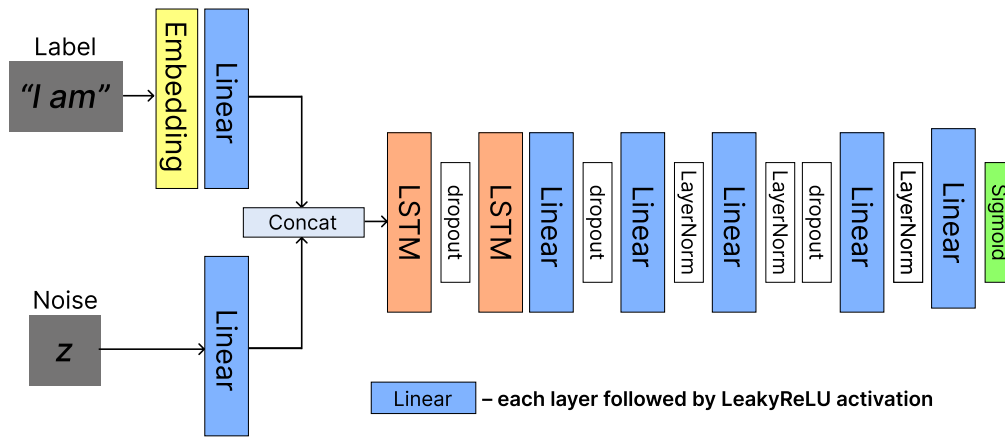 Label
“I am”
Embedding
Linear
Concat
Noise
z
Linear
LSTM
dropout
LSTM
Linear
dropout
Linear
LayerNorm
Linear
LayerNorm
dropout
Linear
LayerNorm
Linear
Sigmoid
Linear – each layer followed by LeakyReLU activation